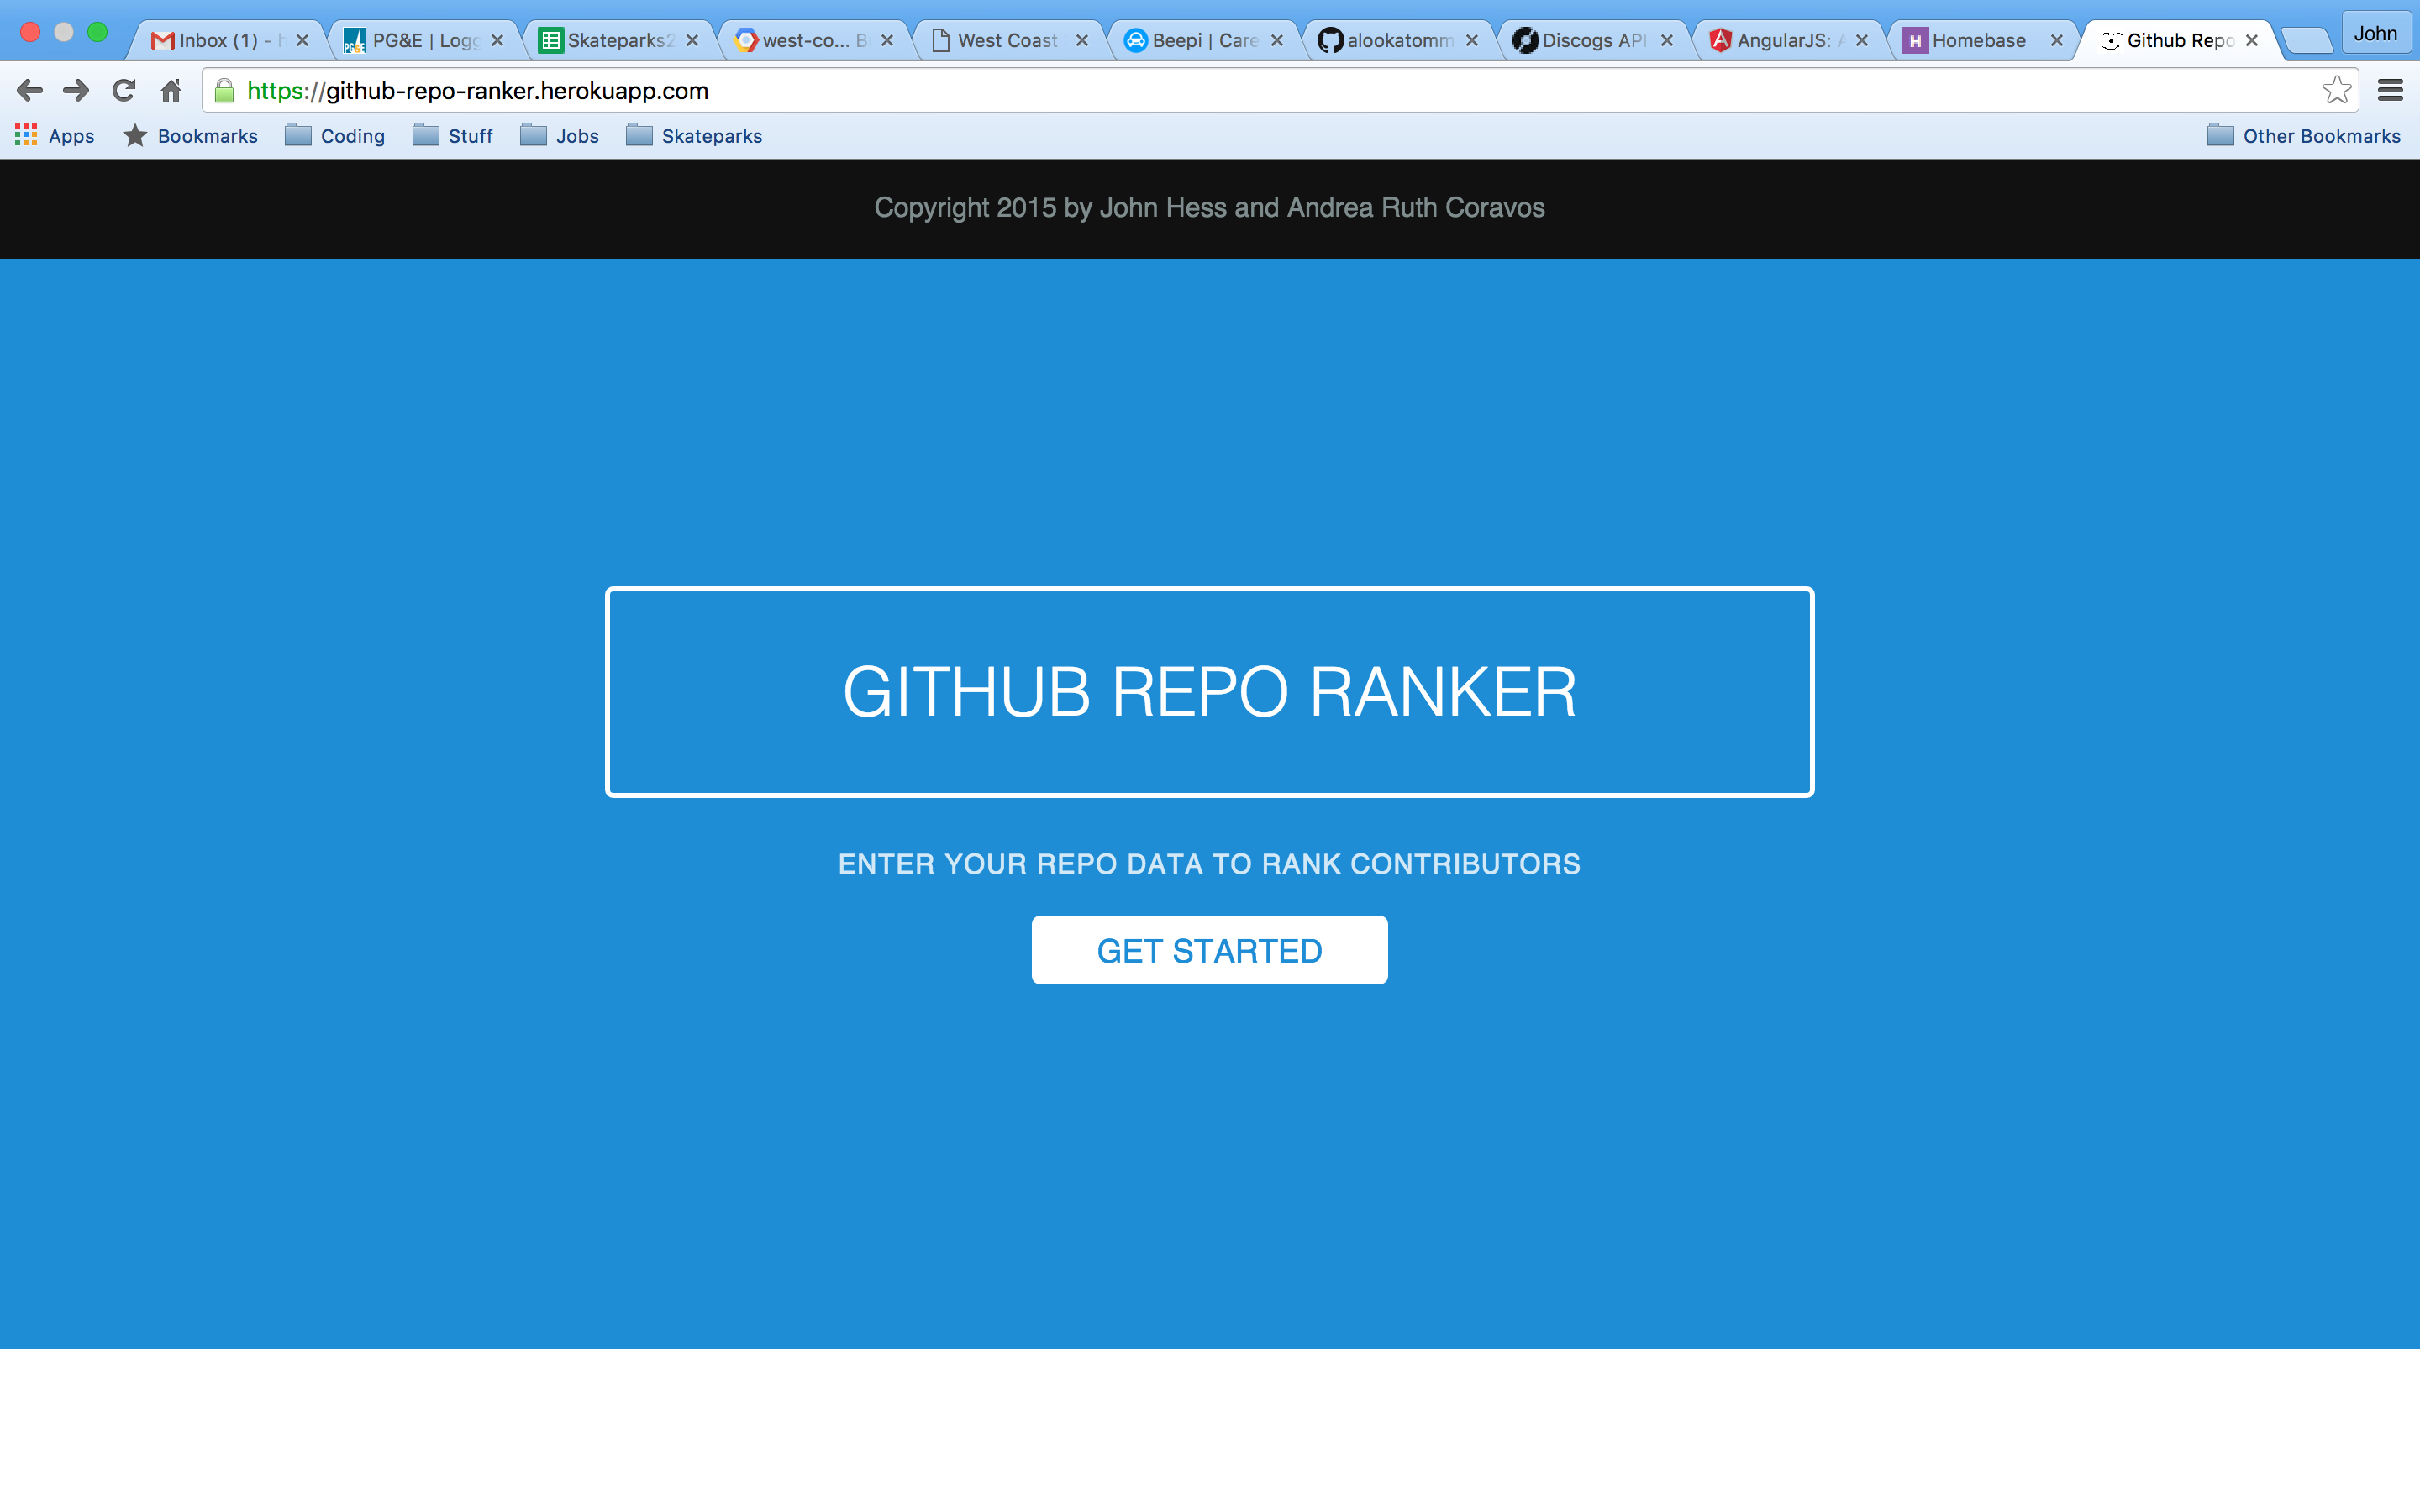 Inbox (1) - h
PG&E | Logg
Skateparks2
west-co... B
West Coast
Beepi | Care
alookatomm
Discogs API
AngularJS: A
Homebase
Github Repo
John
https://github-repo-ranker.herokuapp.com
Apps
Bookmarks
Coding
Stuff
Jobs
Skateparks
Other Bookmarks
Copyright 2015 by John Hess and Andrea Ruth Coravos
GITHUB REPO RANKER
ENTER YOUR REPO DATA TO RANK CONTRIBUTORS
GET STARTED